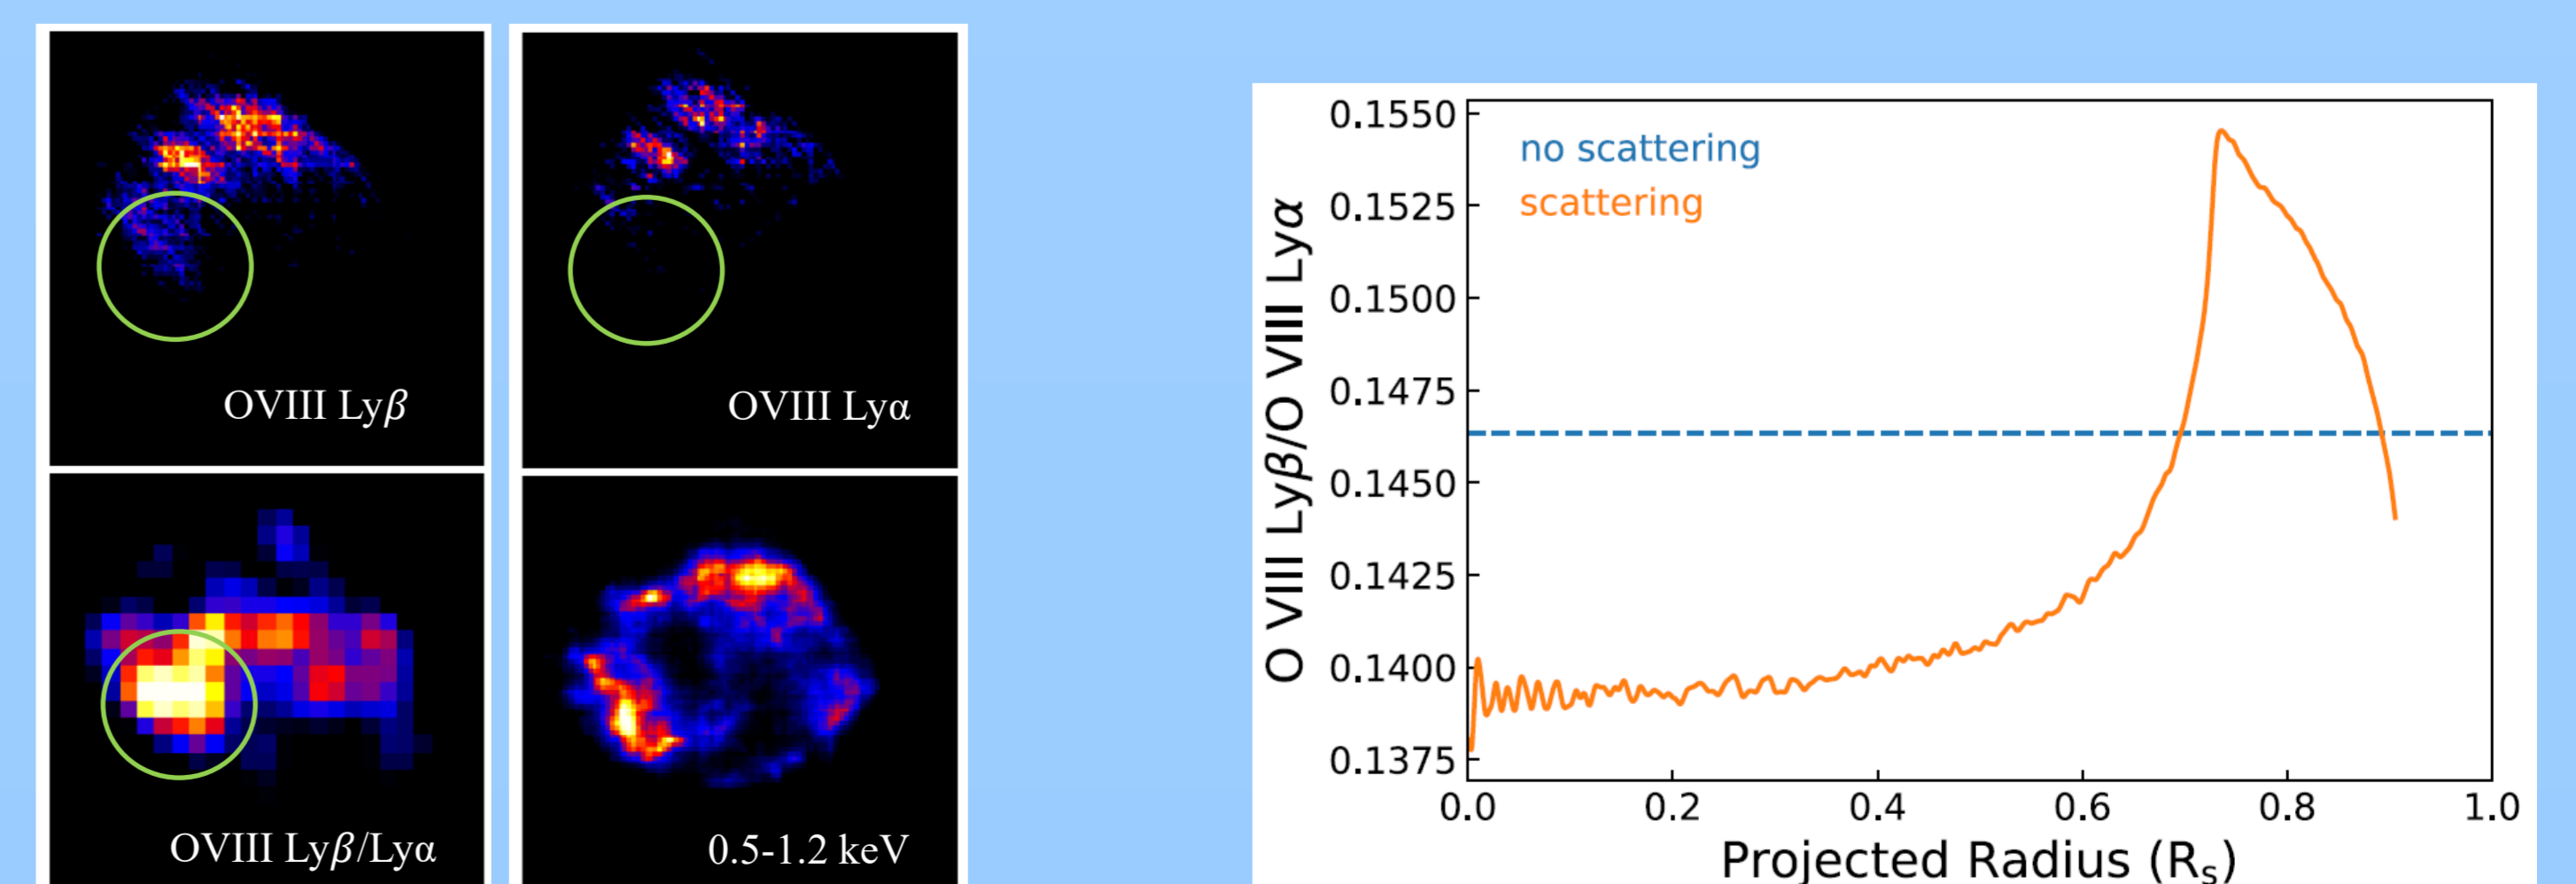 OVIII Lyβ
OVIII Lyα
OVIII Lyβ/Lyα
0.5-1.2 keV
O VIII Lyβ/O VIII Lyα
0.1550
0.1525
0.1500
0.1475
0.1450
0.1425
0.1400
0.1375
no scattering
scattering
0.0 0.2 0.4 0.6 0.8 1.0
Projected Radius (Rs)